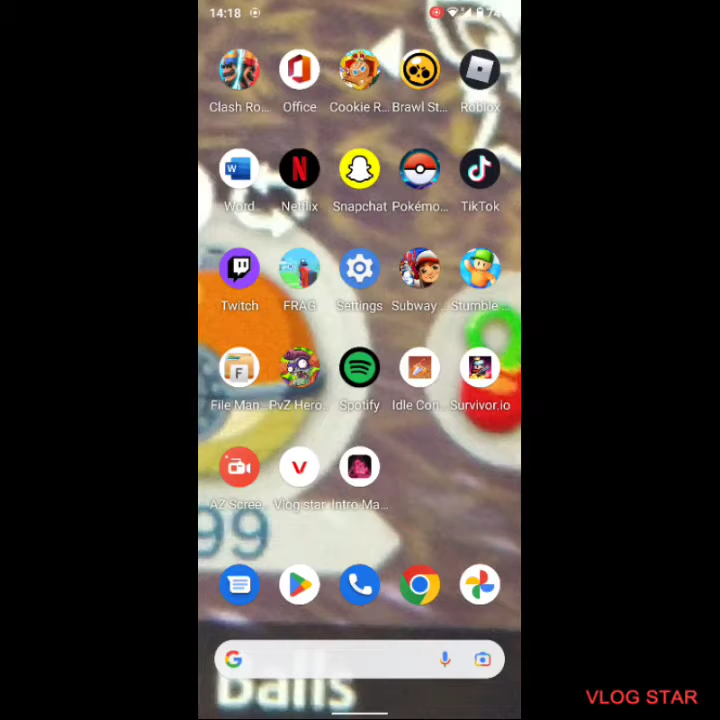 14:18
Clash Ro... Office Cookie R... Brawl St... Roblox
W
N
Word Netflix Snapchat Pokémo... TikTok
Twitch FRAG Settings Subway Stumble
F
File Man... PvZ Hero... Spotify Idle Con... Survivor.io
V
AZ Scree... Vlog star Intro Ma...
99
G
Balls
VLOG STAR